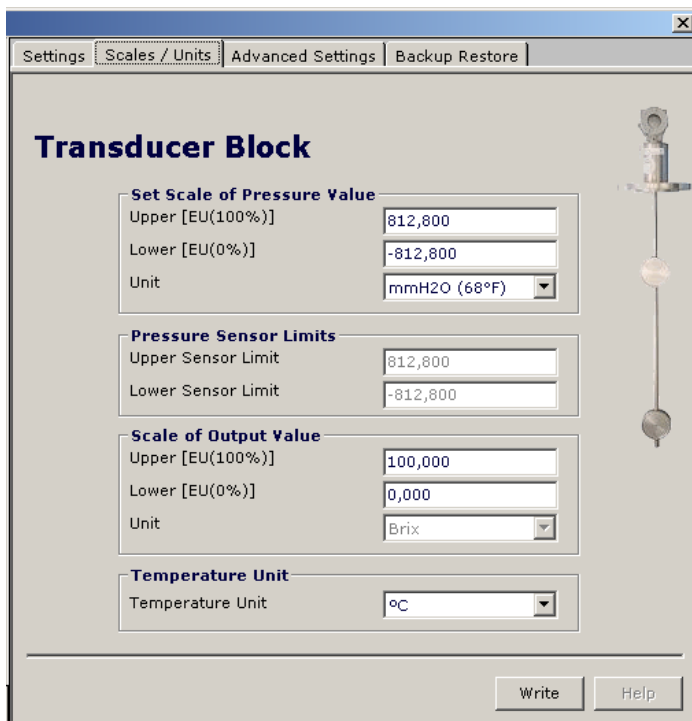 Settings Scales / Units Advanced Settings Backup Restore
Transducer Block
Set Scale of Pressure Value
Upper [EU(100%)] 812,800
Lower [EU(0%)] -812,800
Unit mmH2O (68°F)
Pressure Sensor Limits
Upper Sensor Limit 812,800
Lower Sensor Limit -812,800
Scale of Output Value
Upper [EU(100%)] 100,000
Lower [EU(0%)] 0,000
Unit Brix
Temperature Unit
Temperature Unit ºC
Write Help